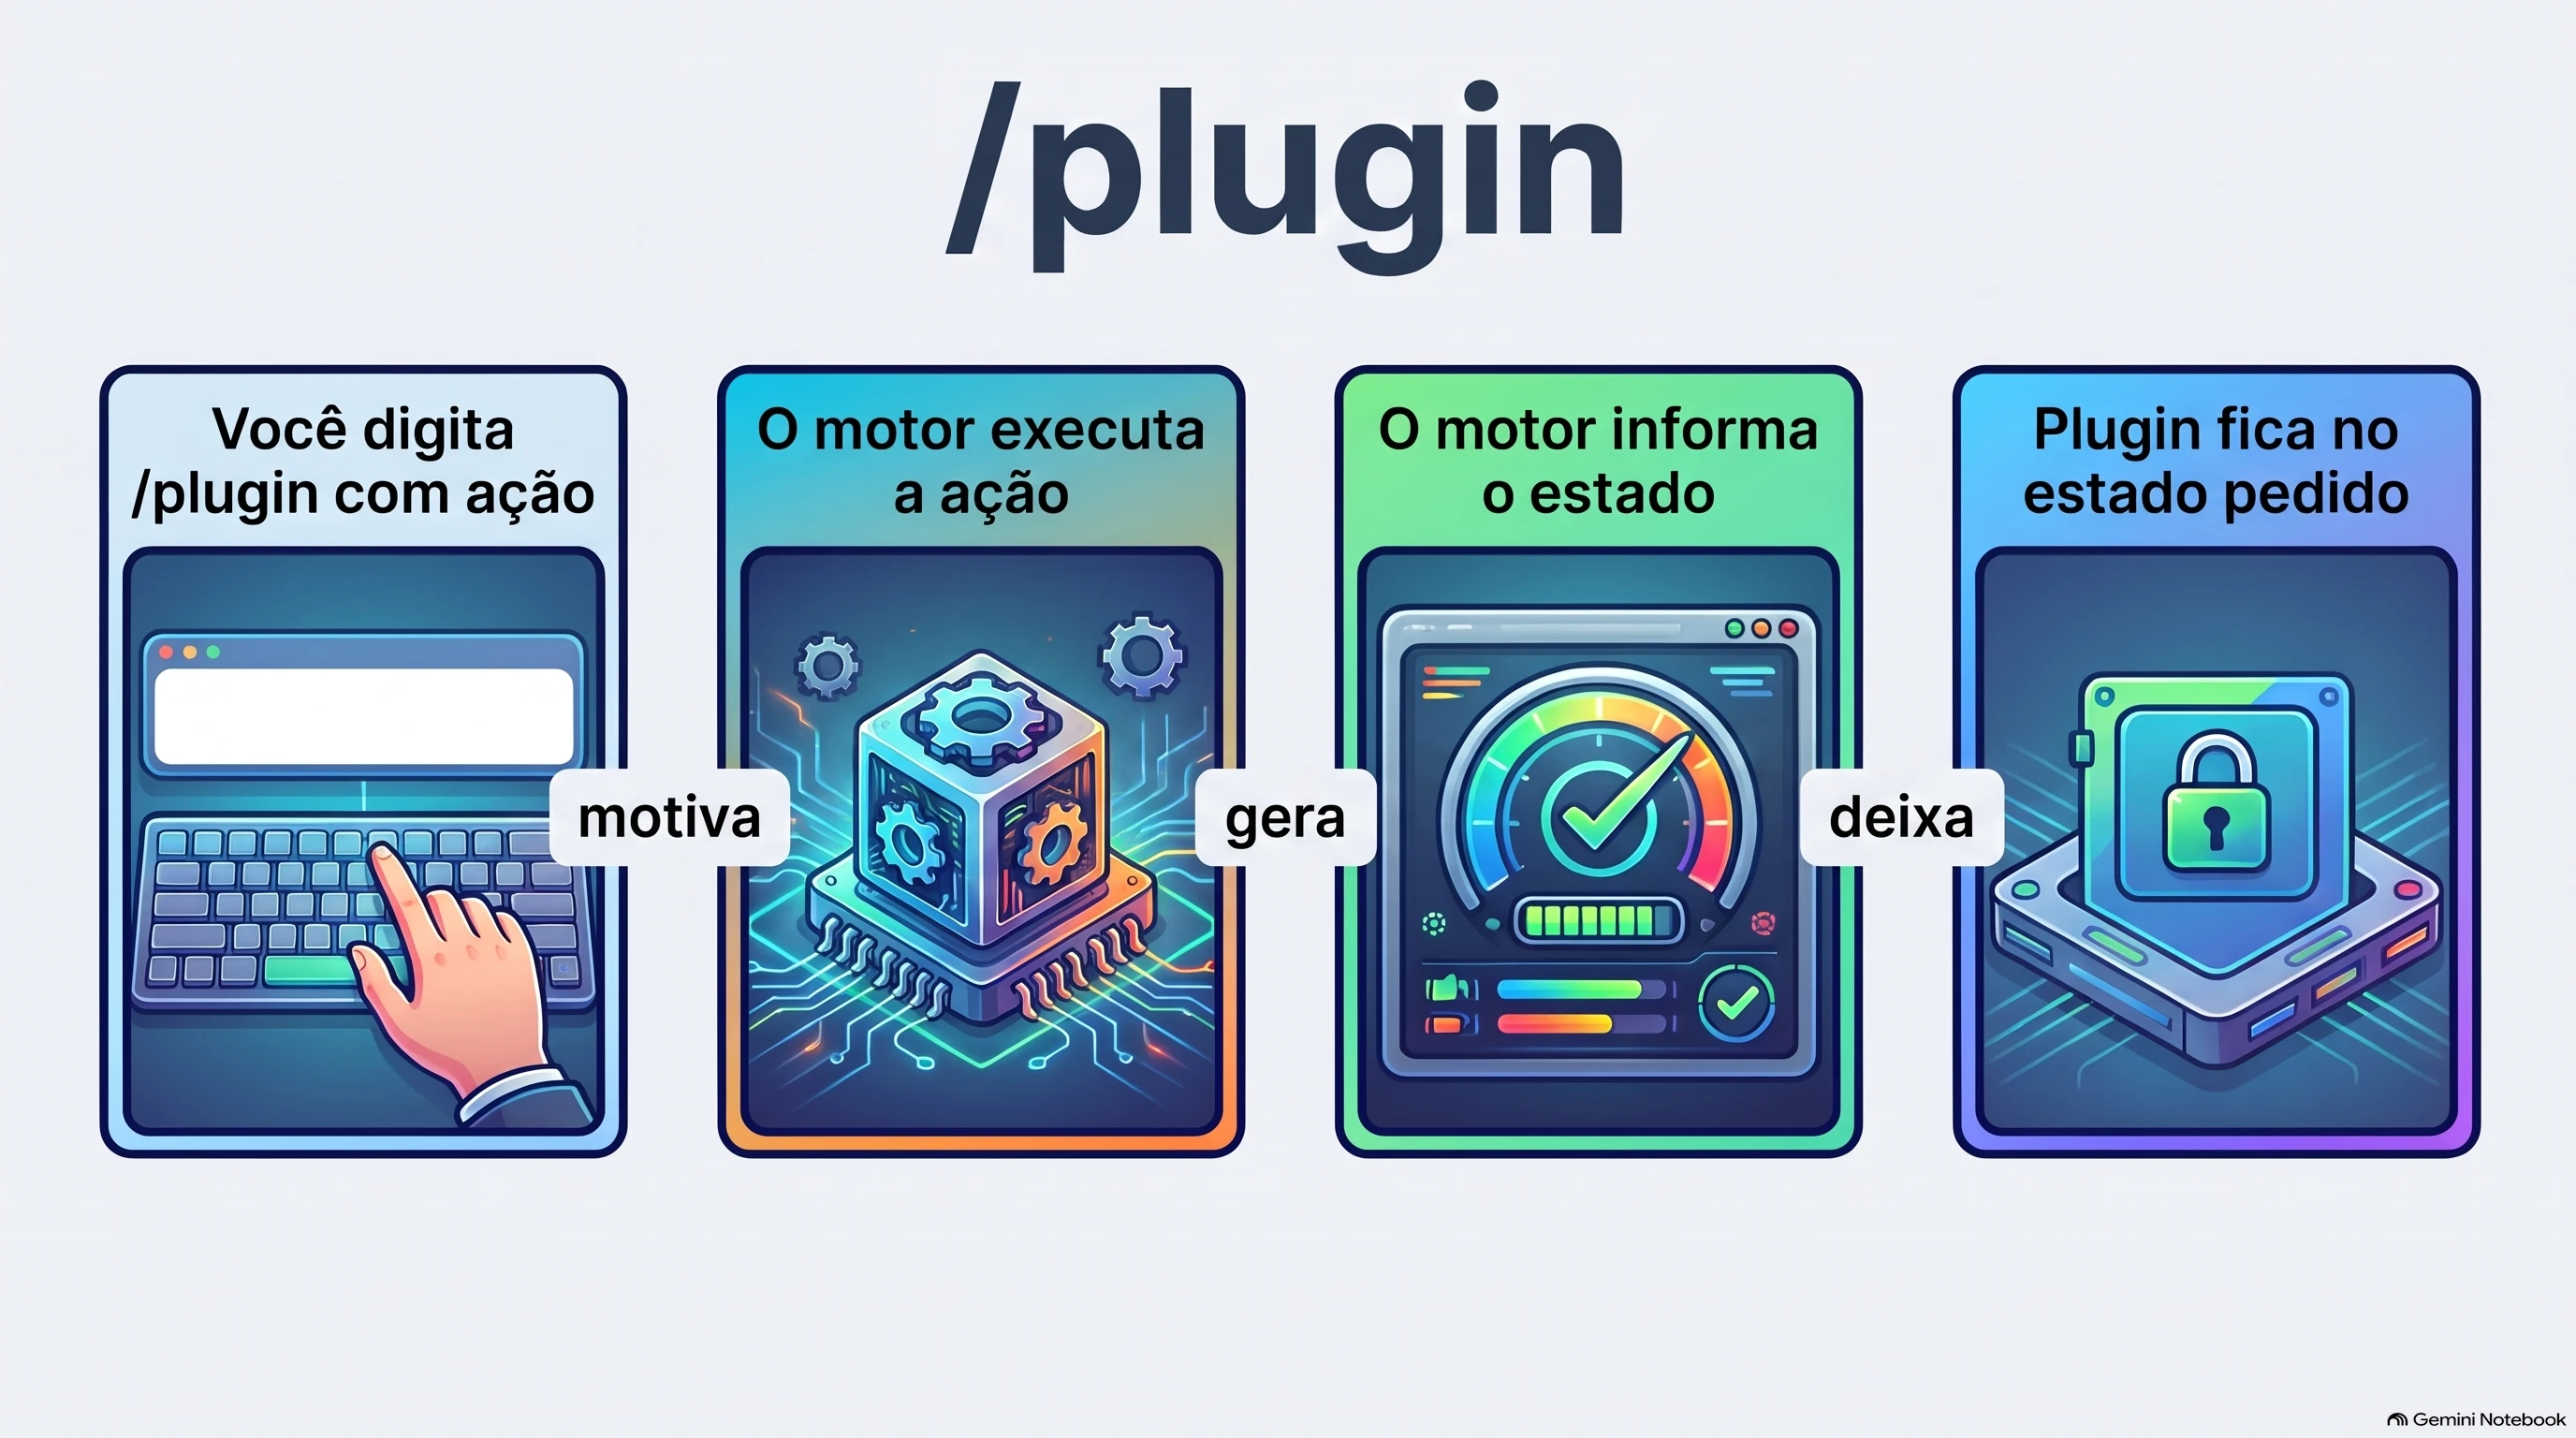 /plugin
Você digita
/plugin com ação
O motor executa
a ação
O motor informa
o estado
Plugin fica no
estado pedido
motiva
gera
deixa
Gemini Notebook